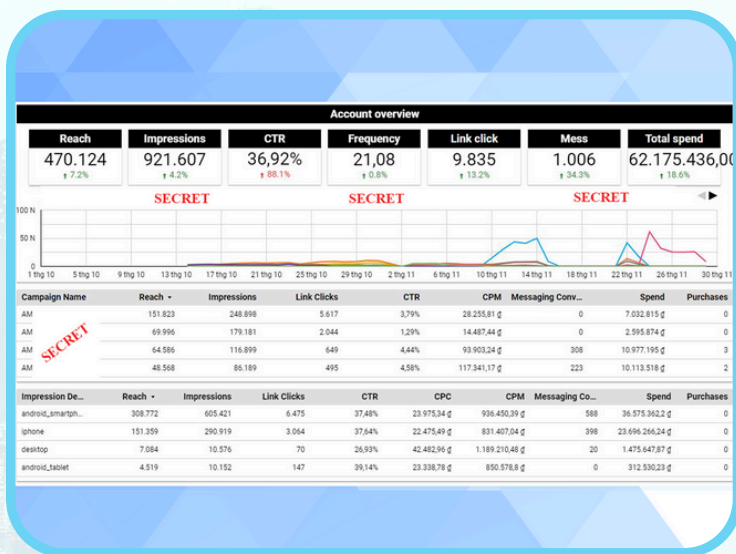 Account overview
Reach Impressions CTR Frequency Link click Mess Total spend
470.124 921.607 36,92% 21,08 9.835 1.006 62.175.436,00
↑ 7.2% ↑ 4.2% ↑ 88.1% ↑ 0.8% ↑ 13.2% ↑ 34.3% ↑ 18.6%
SECRET SECRET SECRET
100 N
50 N
0
1 thg 10 5 thg 10 9 thg 10 13 thg 10 17 thg 10 21 thg 10 25 thg 10 29 thg 10 2 thg 11 6 thg 11 10 thg 11 14 thg 11 18 thg 11 22 thg 11 26 thg 11 30 thg 11
Campaign Name Reach Impressions Link Clicks CTR CPM Messaging Conv... Spend Purchases
AM 151.823 248.898 5.617 3,79% 28.255,81 ₫ 0 7.032.815 ₫ 0
AM 69.996 179.181 2.044 1,29% 14.487,44 ₫ 0 2.595.874 ₫ 0
SECRET
AM 64.586 116.899 649 4,44% 93.903,24 ₫ 308 10.977.195 ₫ 3
AM 48.568 86.189 495 4,58% 117.341,17 ₫ 223 10.113.518 ₫ 2
Impression De... Reach Impressions Link Clicks CTR CPC CPM Messaging Co... Spend Purchases
android_smartph... 308.772 605.421 6.475 37,48% 23.975,34 ₫ 936.450,39 ₫ 588 36.575.362,2 ₫ 0
iphone 151.359 290.919 3.064 37,64% 22.475,49 ₫ 831.407,04 ₫ 398 23.696.266,24 ₫ 0
desktop 7.084 10.576 70 26,93% 42.482,96 ₫ 1.189.210,48 ₫ 20 1.475.647,87 ₫ 0
android_tablet 4.519 10.152 147 39,14% 23.338,78 ₫ 850.578,8 ₫ 0 312.530,23 ₫ 0